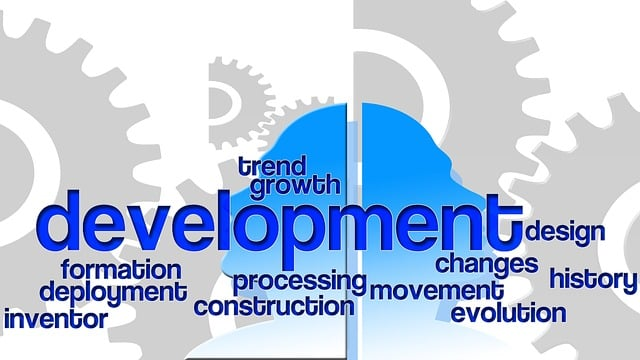 trend
growth
development
design
formation
changes
processing
history
deployment
movement
construction
evolution
inventor